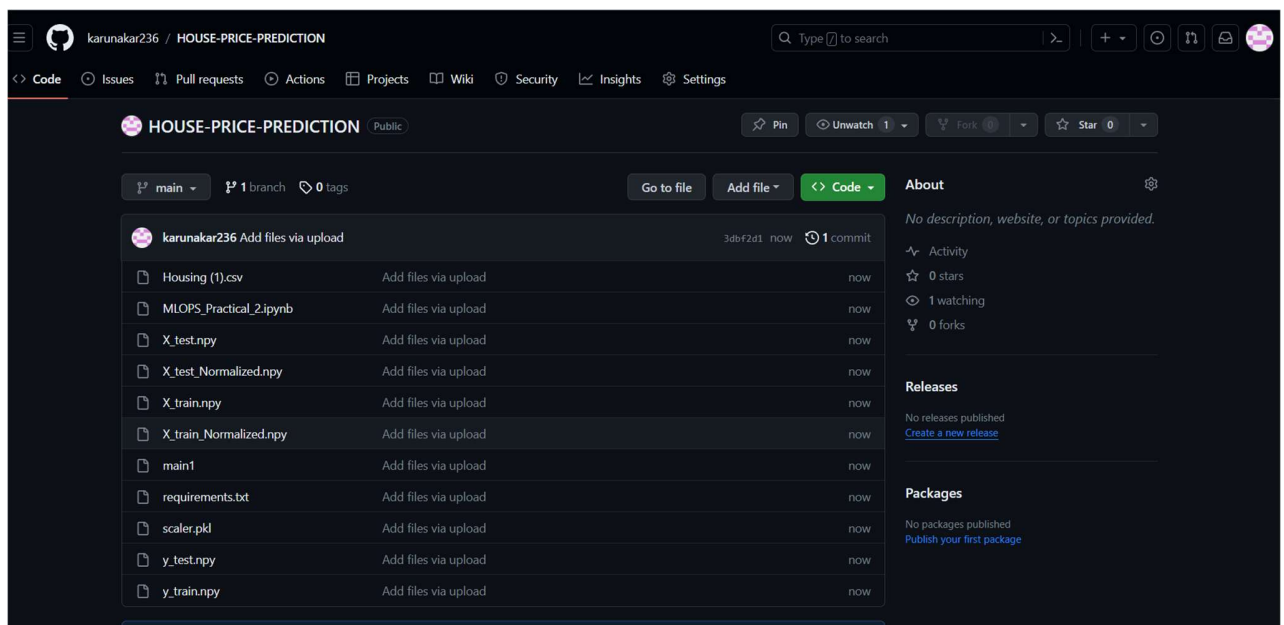 karunakar236 / HOUSE-PRICE-PREDICTION
Type / to search
Code Issues Pull requests Actions Projects Wiki Security Insights Settings
HOUSE-PRICE-PREDICTION Public
Pin Unwatch 1 Fork 0 Star 0
main 1 branch 0 tags
Go to file Add file Code
karunakar236 Add files via upload 3dbf2d1 now 1 commit
Housing (1).csv Add files via upload now
MLOPS_Practical_2.ipynb Add files via upload now
X_test.npy Add files via upload now
X_test_Normalized.npy Add files via upload now
X_train.npy Add files via upload now
X_train_Normalized.npy Add files via upload now
main1 Add files via upload now
requirements.txt Add files via upload now
scaler.pkl Add files via upload now
y_test.npy Add files via upload now
y_train.npy Add files via upload now
About
No description, website, or topics provided.
Activity
0 stars
1 watching
0 forks
Releases
No releases published
Create a new release
Packages
No packages published
Publish your first package